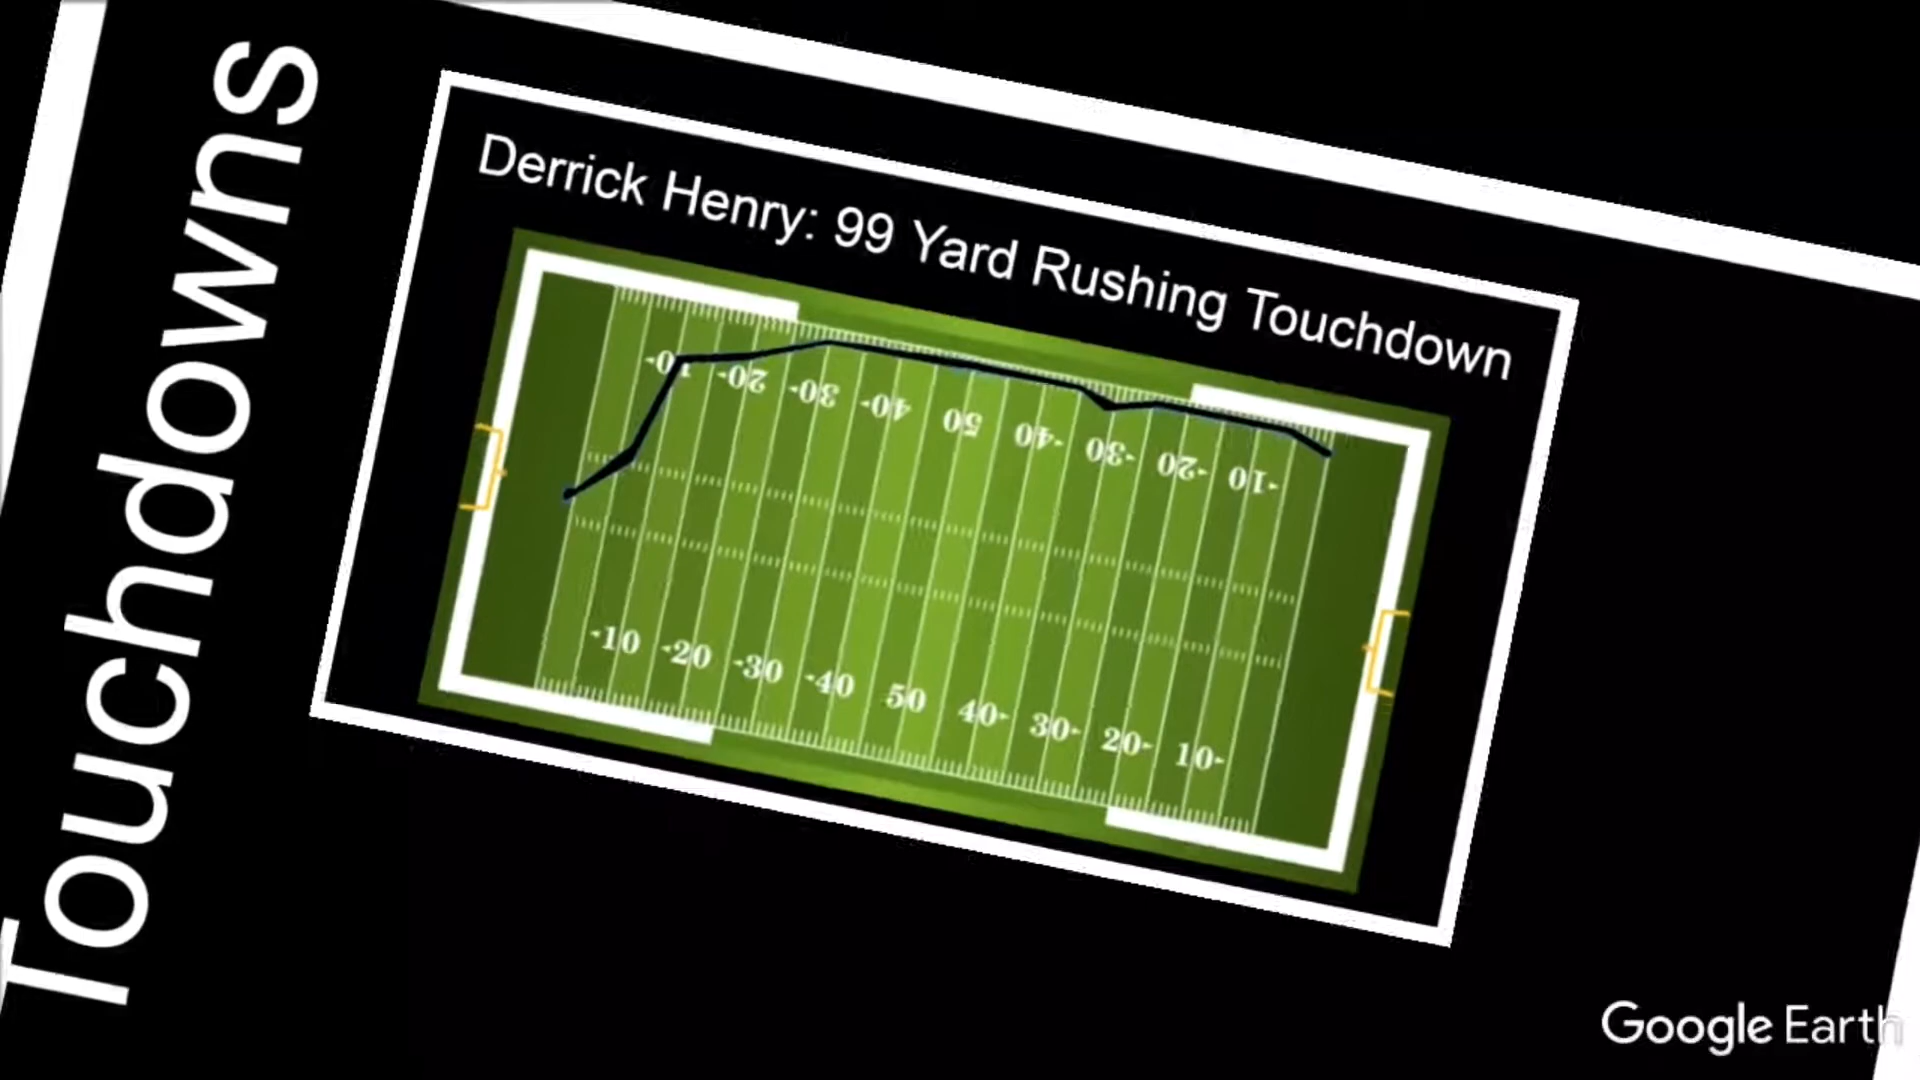 Touchdowns
Derrick Henry: 99 Yard Rushing Touchdown
10- 20- 30- 40- 50 -40 -30 -20 -10
-10 -20 -30 -40 50 40- 30- 20- 10-
Google Earth